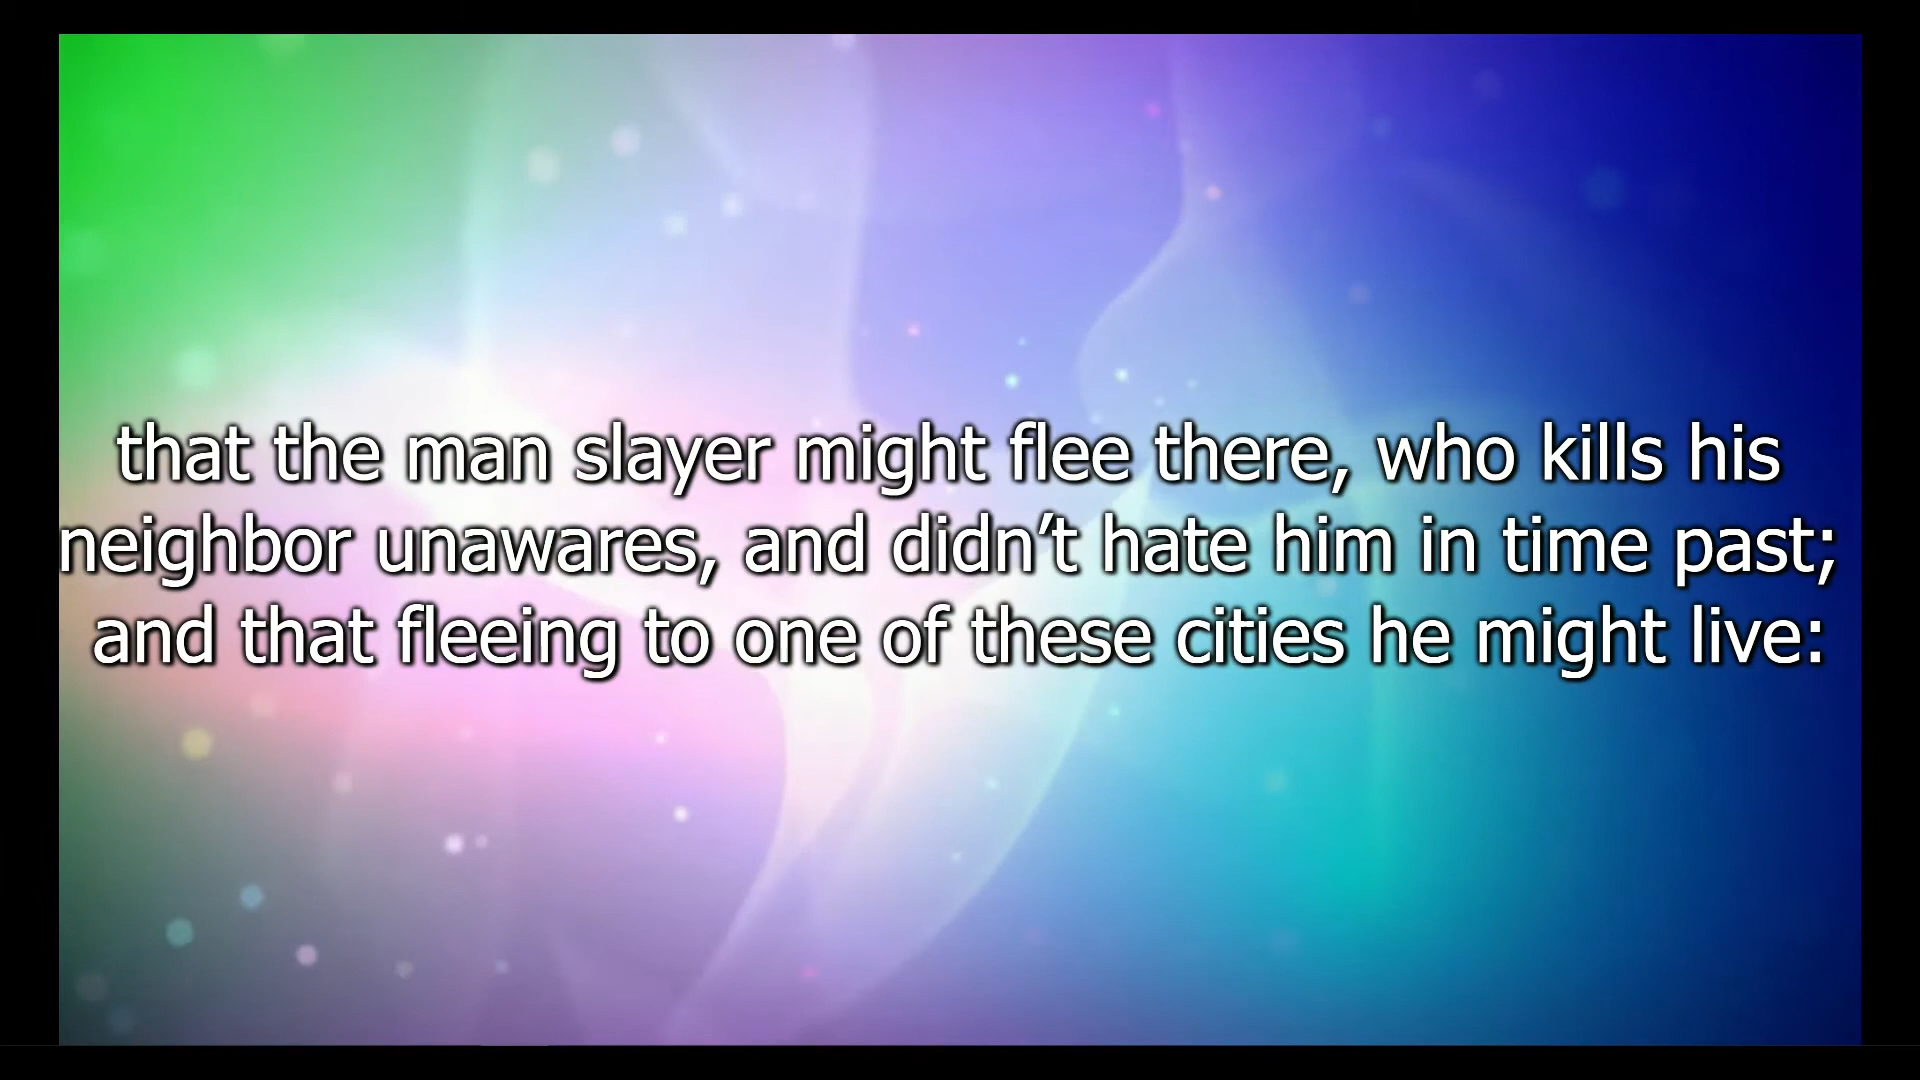 that the man slayer might flee there, who kills his
neighbor unawares, and didn’t hate him in time past;
and that fleeing to one of these cities he might live: